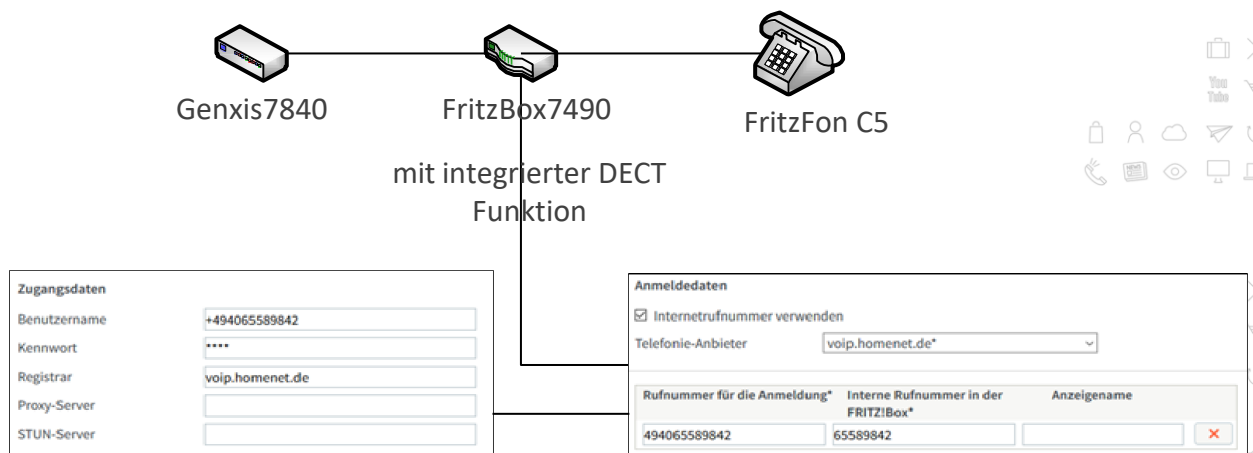 Genxis7840
FritzBox7490
FritzFon C5
mit integrierter DECT
Funktion
You
Tube
Zugangsdaten
Benutzername +494065589842
Kennwort ****
Registrar voip.homenet.de
Proxy-Server
STUN-Server
Anmeldedaten
Internetrufnummer verwenden
Telefonie-Anbieter voip.homenet.de*
Rufnummer für die Anmeldung* Interne Rufnummer in der Anzeigename
FRITZ!Box*
494065589842 65589842